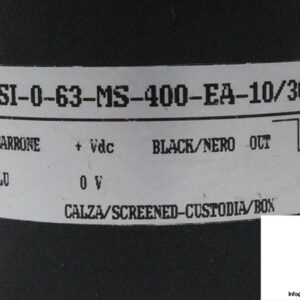 SI-0-63-MS-400-EA-10/30
ARRONE + Vdc BLACK/NERO OUT
LU 0 V
CALZA/SCREENED-CUSTODIA/BOX